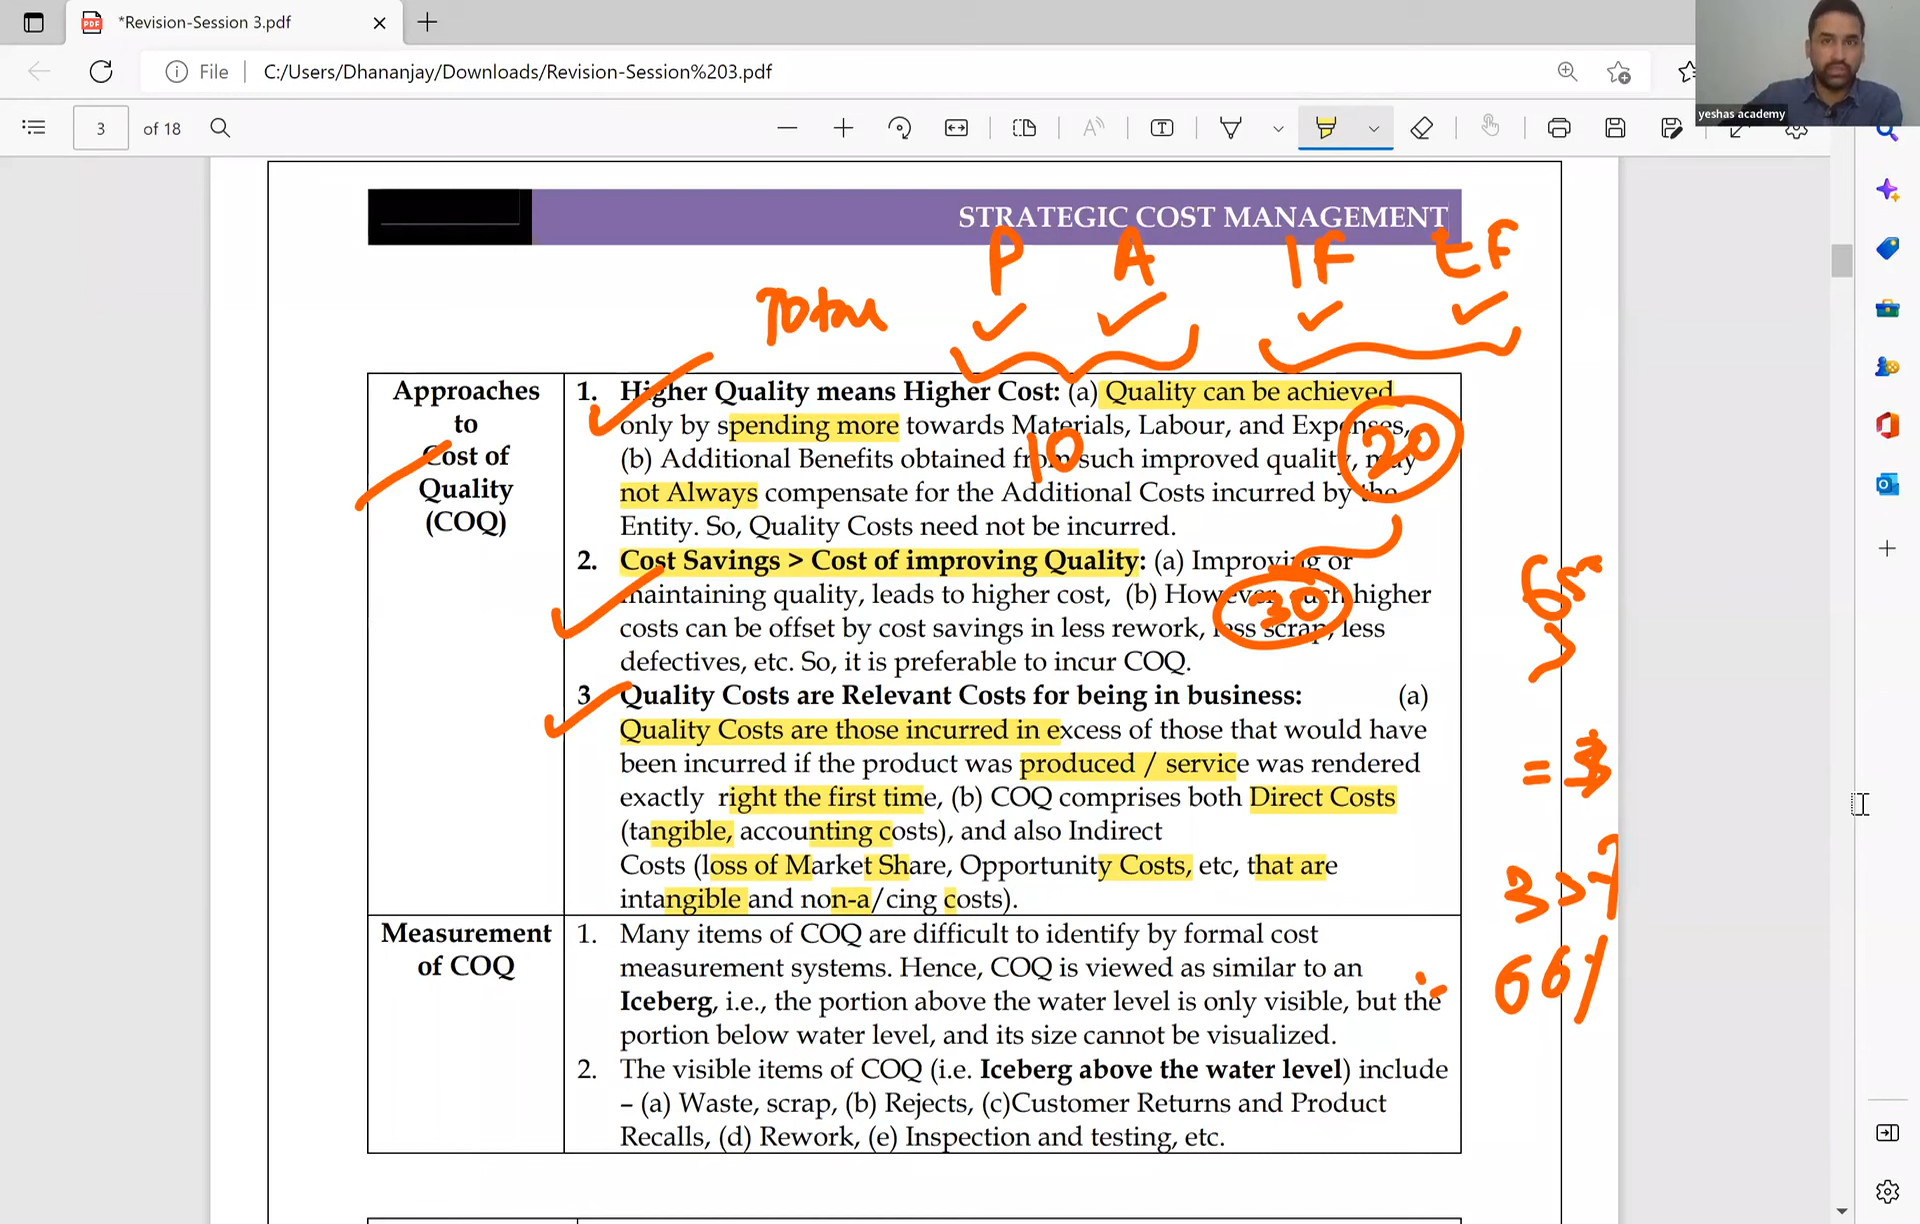 *Revision-Session 3.pdf
File
C:/Users/Dhananjay/Downloads/Revision-Session%203.pdf
yeshas academy
3 of 18
STRATEGIC COST MANAGEMENT
P A IF EF
Total
Approaches
to
Cost of
Quality
(COQ)
1. Higher Quality means Higher Cost: (a) Quality can be achieved
only by spending more towards Materials, Labour, and Expenses,
(b) Additional Benefits obtained from such improved quality, may
not Always compensate for the Additional Costs incurred by the
Entity. So, Quality Costs need not be incurred.
2. Cost Savings > Cost of improving Quality: (a) Improving or
maintaining quality, leads to higher cost, (b) However such higher
costs can be offset by cost savings in less rework, less scrap, less
defectives, etc. So, it is preferable to incur COQ.
3 Quality Costs are Relevant Costs for being in business: (a)
Quality Costs are those incurred in excess of those that would have
been incurred if the product was produced / service was rendered
exactly right the first time, (b) COQ comprises both Direct Costs
(tangible, accounting costs), and also Indirect
Costs (loss of Market Share, Opportunity Costs, etc, that are
intangible and non-a/cing costs).
10
20
30
Measurement
of COQ
1. Many items of COQ are difficult to identify by formal cost
measurement systems. Hence, COQ is viewed as similar to an
Iceberg, i.e., the portion above the water level is only visible, but the
portion below water level, and its size cannot be visualized.
2. The visible items of COQ (i.e. Iceberg above the water level) include
– (a) Waste, scrap, (b) Rejects, (c)Customer Returns and Product
Recalls, (d) Rework, (e) Inspection and testing, etc.